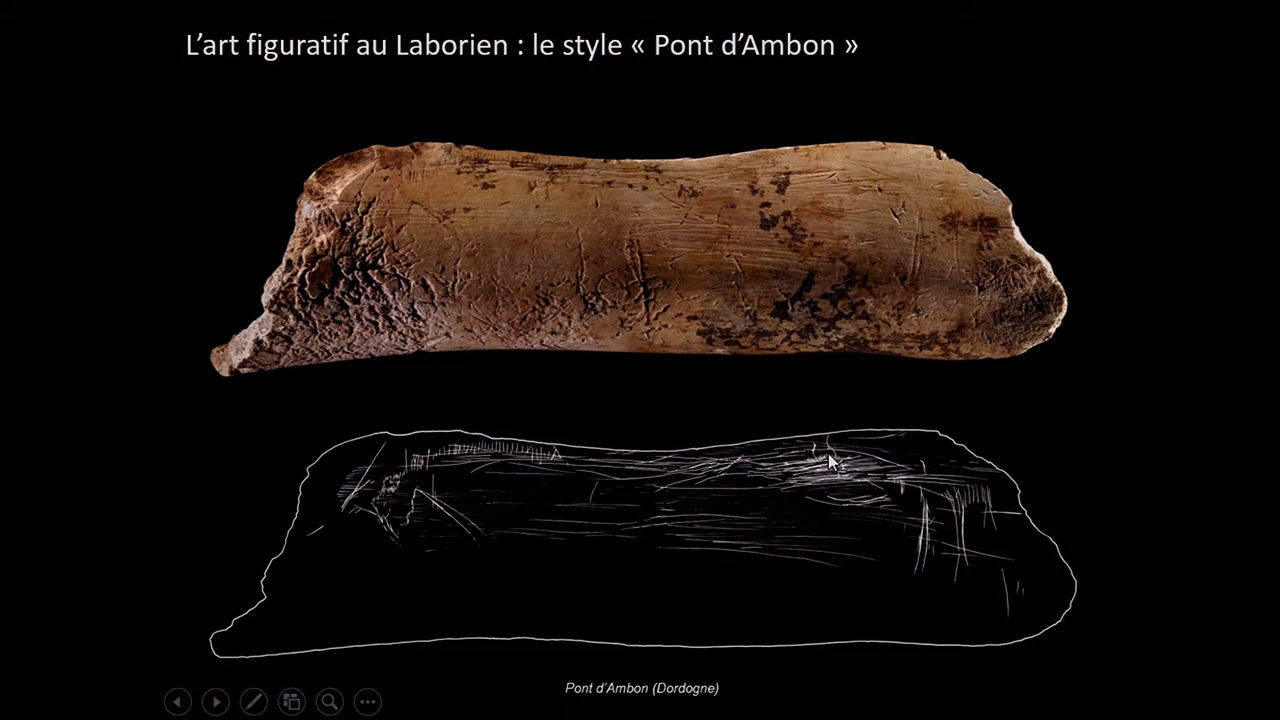 L’art figuratif au Laborien : le style « Pont d’Ambon »
Pont d’Ambon (Dordogne)